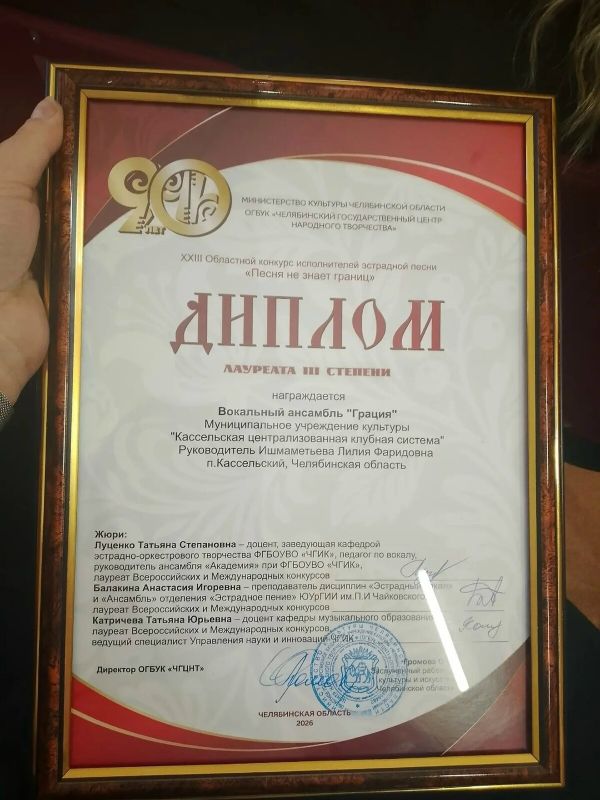 90 ЛЕТ
МИНИСТЕРСТВО КУЛЬТУРЫ ЧЕЛЯБИНСКОЙ ОБЛАСТИ
ОГБУК «ЧЕЛЯБИНСКИЙ ГОСУДАРСТВЕННЫЙ ЦЕНТР
НАРОДНОГО ТВОРЧЕСТВА»
XXIII Областной конкурс исполнителей эстрадной песни
«Песня не знает границ»
ДИПЛОМ
ЛАУРЕАТА III СТЕПЕНИ
награждается
Вокальный ансамбль "Грация"
Муниципальное учреждение культуры
"Кассельская централизованная клубная система"
Руководитель Ишмаметьева Лилия Фаридовна
п.Кассельский, Челябинская область
Жюри:
Луценко Татьяна Степановна – доцент, заведующая кафедрой
эстрадно-оркестрового творчества ФГБОУВО «ЧГИК», педагог по вокалу,
руководитель ансамбля «Академия» при ФГБОУВО «ЧГИК»,
лауреат Всероссийских и Международных конкурсов
Балакина Анастасия Игоревна – преподаватель дисциплин «Эстрадный вокал»
и «Ансамбль» отделения «Эстрадное пение» ЮУрГИИ им.П.И Чайковского,
лауреат Всероссийских и Международных конкурсов
Катричева Татьяна Юрьевна – доцент кафедры музыкального образования
лауреат Всероссийских и Международных конкурсов,
ведущий специалист Управления науки и инноваций ЧГИК
Директор ОГБУК «ЧГЦНТ»
Громова
культуры и
Челябинской области
ЧЕЛЯБИНСКАЯ ОБЛАСТЬ
2026